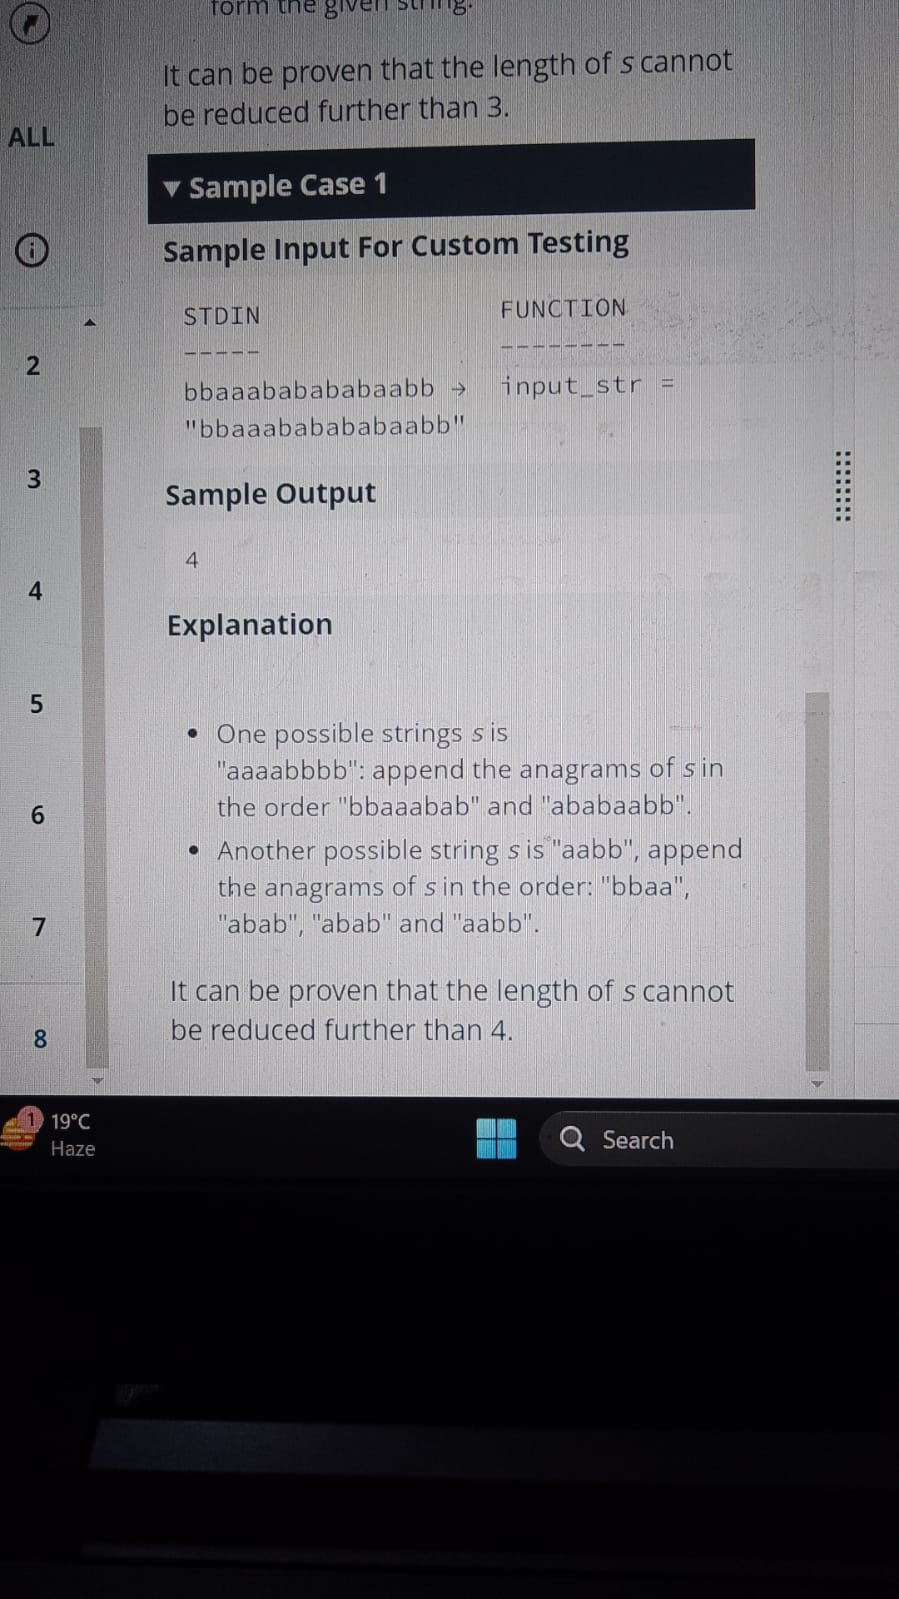 form the given string.
It can be proven that the length of s cannot
be reduced further than 3.
ALL
▼ Sample Case 1
Sample Input For Custom Testing
STDIN FUNCTION
----- --------
bbaaababababaabb → input_str =
"bbaaababababaabb"
Sample Output
4
Explanation
• One possible strings s is
"aaaabbbb": append the anagrams of s in
the order "bbaaabab" and "ababaabb".
• Another possible string s is "aabb", append
the anagrams of s in the order: "bbaa",
"abab", "abab" and "aabb".
It can be proven that the length of s cannot
be reduced further than 4.
2
3
4
5
6
7
8
1
19°C
Haze
Search